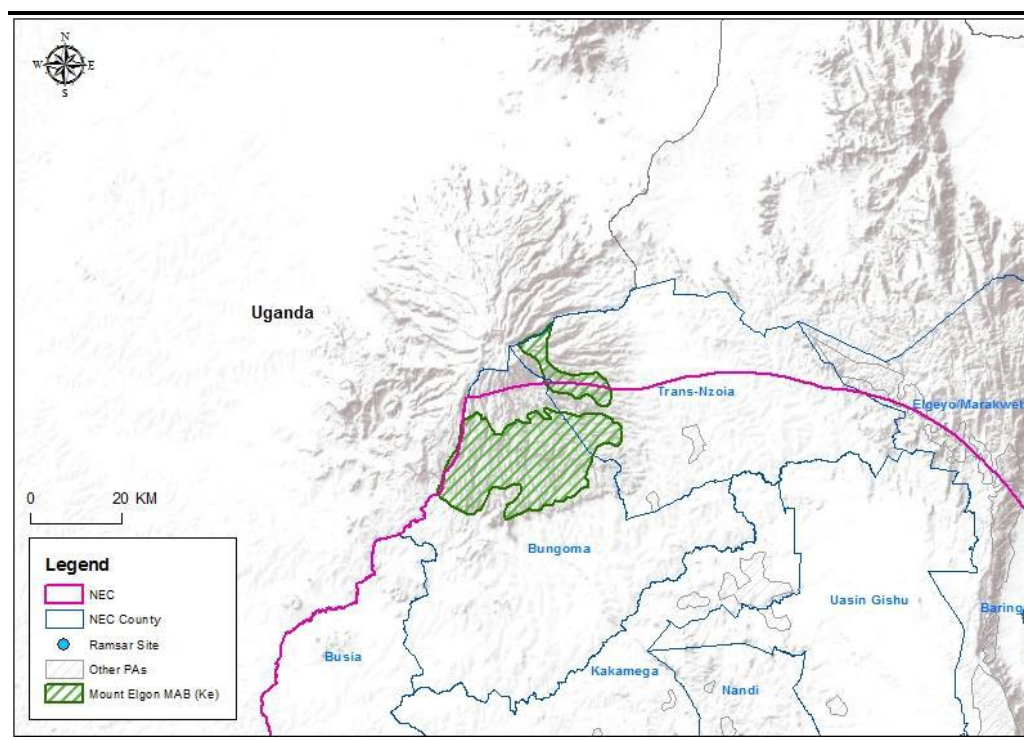 N
W E
S
Uganda
Trans-Nzoia
Elgeyo/Marakwet
0 20 KM
Bungoma
Legend
NEC
NEC County
Ramsar Site
Other PAs
Mount Elgon MAB (Ke)
Uasin Gishu
Baring
Busia
Kakamega
Nandi